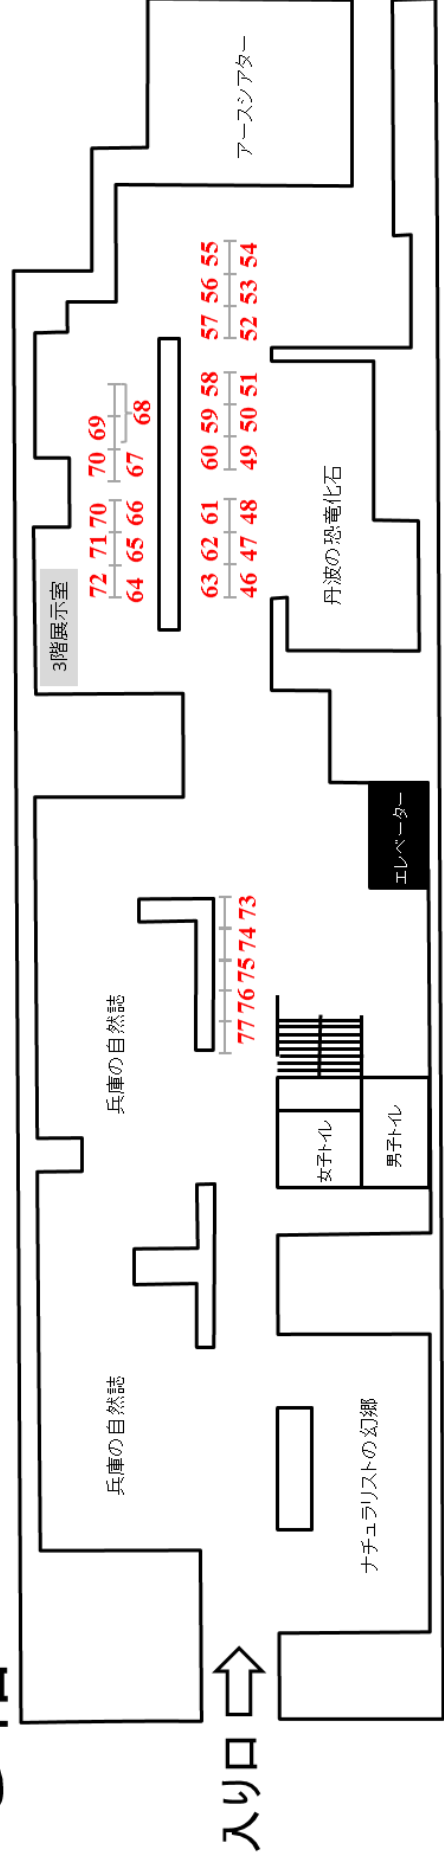 3階展示室
72 71 70 70 69
64 65 66 67 68
兵庫の自然誌
兵庫の自然誌
アースシアター
63 62 61 60 59 58 57 56 55
46 47 48 49 50 51 52 53 54
入り口
77 76 75 74 73
丹波の恐竜化石
女子トイレ
ナチュラリストの幻郷
男子トイレ
エレベーター